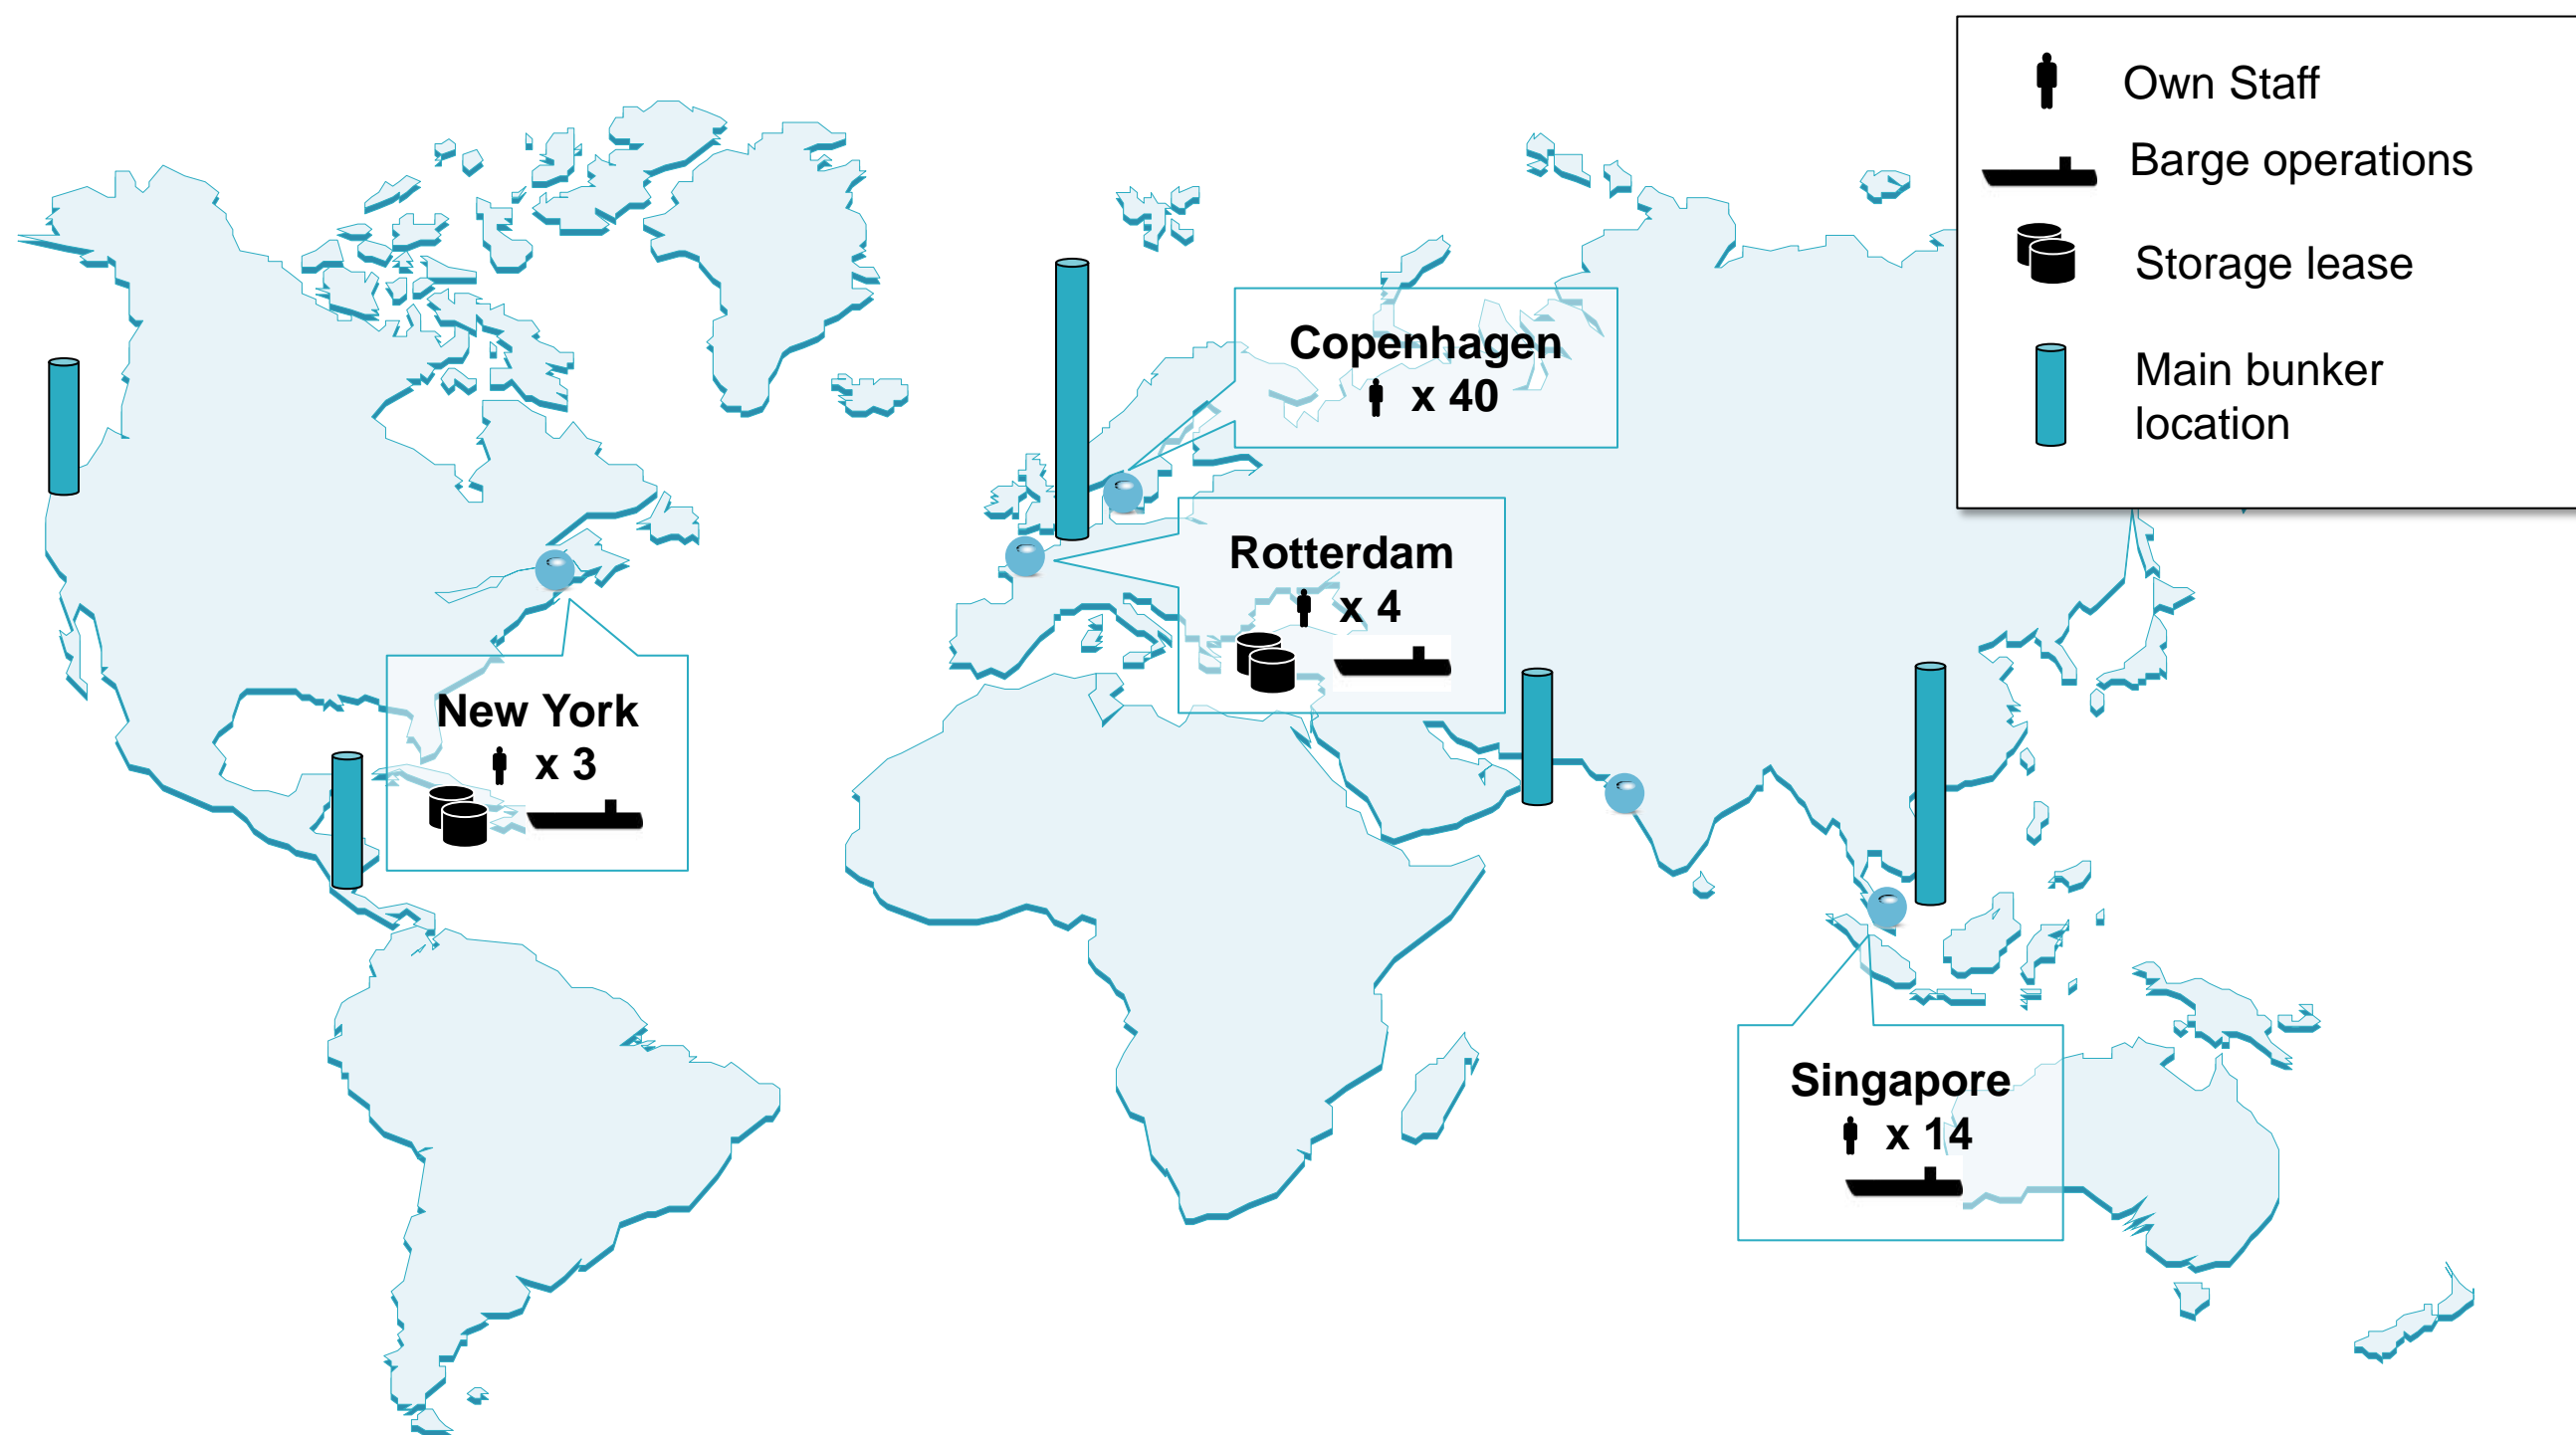 Own Staff
Barge operations
Storage lease
Main bunker
location
Copenhagen
x 40
Rotterdam
x 4
New York
x 3
Singapore
x 14